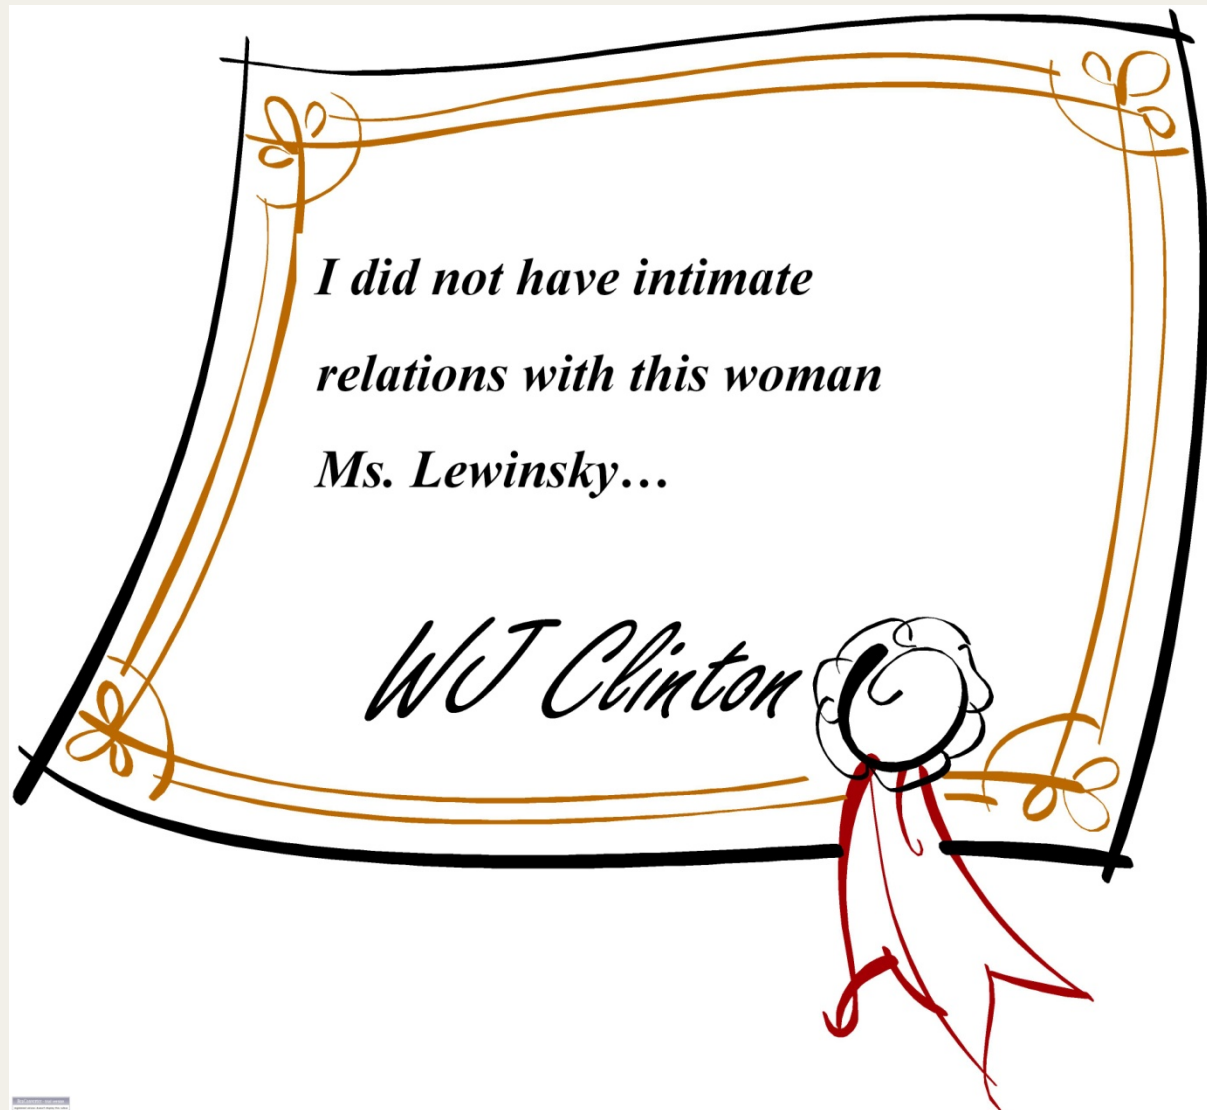 I did not have intimate
relations with this woman
Ms. Lewinsky…
WJ Clinton